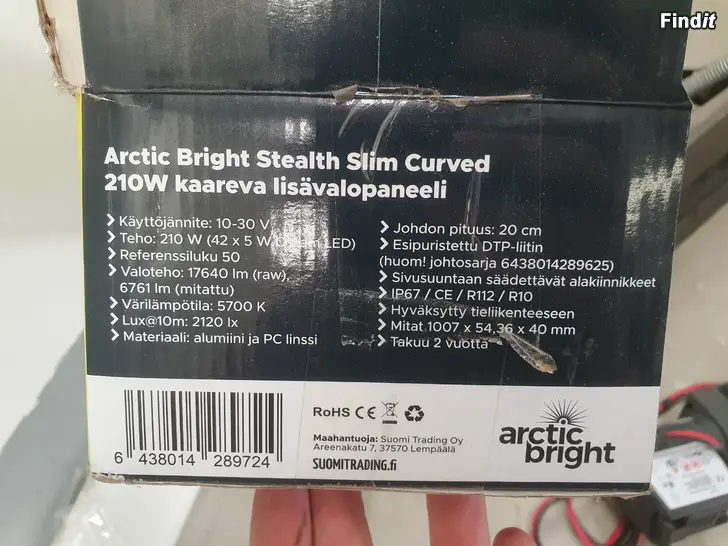 Findit
Arctic Bright Stealth Slim Curved
210W kaareva lisävalopaneeli
Käyttöjännite: 10-30 V
Teho: 210 W (42 x 5 W Osram LED)
Referenssiluku 50
Valoteho: 17640 lm (raw),
6761 lm (mitattu)
Värilämpötila: 5700 K
Lux@10m: 2120 lx
Materiaali: alumiini ja PC linssi
Johdon pituus: 20 cm
Esipuristettu DTP-liitin
(huom! johtosarja 6438014289625)
Sivusuuntaan säädettävät alakiinnikkeet
IP67 / CE / R112 / R10
Hyväksytty tieliikenteeseen
Mitat 1007 x 54,36 x 40 mm
Takuu 2 vuotta
6 438014 289724
RoHS CE
Maahantuoja: Suomi Trading Oy
Areenakatu 7, 37570 Lempäälä
SUOMITRADING.fi
arctic
bright